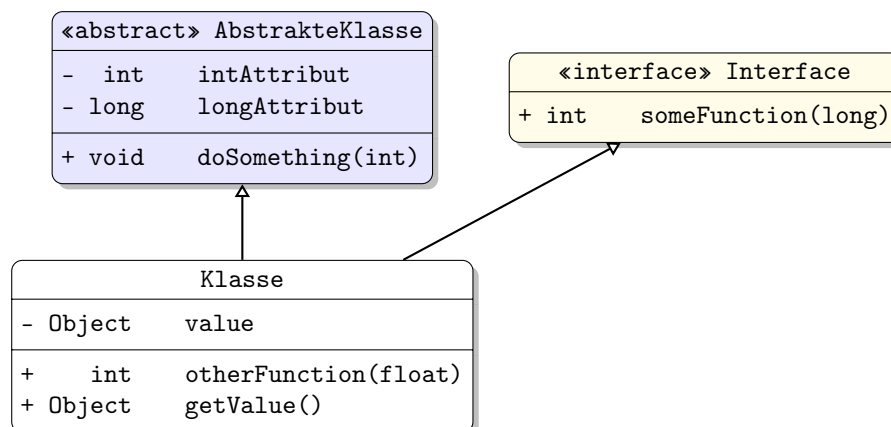 «abstract» AbstrakteKlasse
- int intAttribut
- long longAttribut
+ void doSomething(int)
«interface» Interface
+ int someFunction(long)
Klasse
- Object value
+ int otherFunction(float)
+ Object getValue()